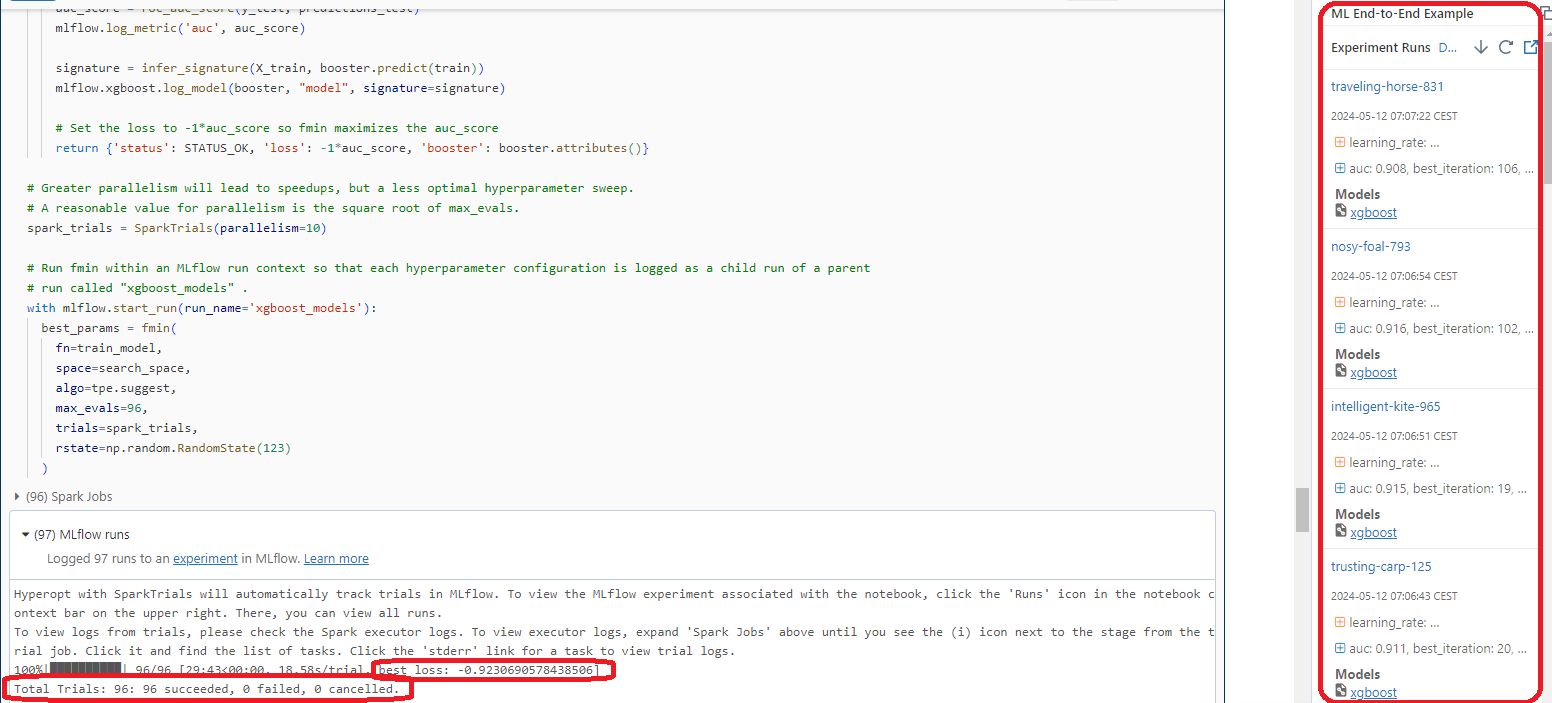 auc_score = roc_auc_score(y_test, predictions_test)
mlflow.log_metric('auc', auc_score)
signature = infer_signature(X_train, booster.predict(train))
mlflow.xgboost.log_model(booster, "model", signature=signature)
# Set the loss to -1*auc_score so fmin maximizes the auc_score
return {'status': STATUS_OK, 'loss': -1*auc_score, 'booster': booster.attributes()}
# Greater parallelism will lead to speedups, but a less optimal hyperparameter sweep.
# A reasonable value for parallelism is the square root of max_evals.
spark_trials = SparkTrials(parallelism=10)
# Run fmin within an MLflow run context so that each hyperparameter configuration is logged as a child run of a parent
# run called "xgboost_models" .
with mlflow.start_run(run_name='xgboost_models'):
best_params = fmin(
fn=train_model,
space=search_space,
algo=tpe.suggest,
max_evals=96,
trials=spark_trials,
rstate=np.random.RandomState(123)
)
(96) Spark Jobs
(97) MLflow runs
Logged 97 runs to an experiment in MLflow. Learn more
Hyperopt with SparkTrials will automatically track trials in MLflow. To view the MLflow experiment associated with the notebook, click the 'Runs' icon in the notebook c
ontext bar on the upper right. There, you can view all runs.
To view logs from trials, please check the Spark executor logs. To view executor logs, expand 'Spark Jobs' above until you see the (i) icon next to the stage from the t
rial job. Click it and find the list of tasks. Click the 'stderr' link for a task to view trial logs.
100%|██████████| 96/96 [29:43<00:00, 18.58s/trial, best loss: -0.9230690578438506]
Total Trials: 96: 96 succeeded, 0 failed, 0 cancelled.
ML End-to-End Example
Experiment Runs D...
traveling-horse-831
2024-05-12 07:07:22 CEST
learning_rate: ...
auc: 0.908, best_iteration: 106, ...
Models
xgboost
nosy-foal-793
2024-05-12 07:06:54 CEST
learning_rate: ...
auc: 0.916, best_iteration: 102, ...
Models
xgboost
intelligent-kite-965
2024-05-12 07:06:51 CEST
learning_rate: ...
auc: 0.915, best_iteration: 19, ...
Models
xgboost
trusting-carp-125
2024-05-12 07:06:43 CEST
learning_rate: ...
auc: 0.911, best_iteration: 20, ...
Models
xgboost